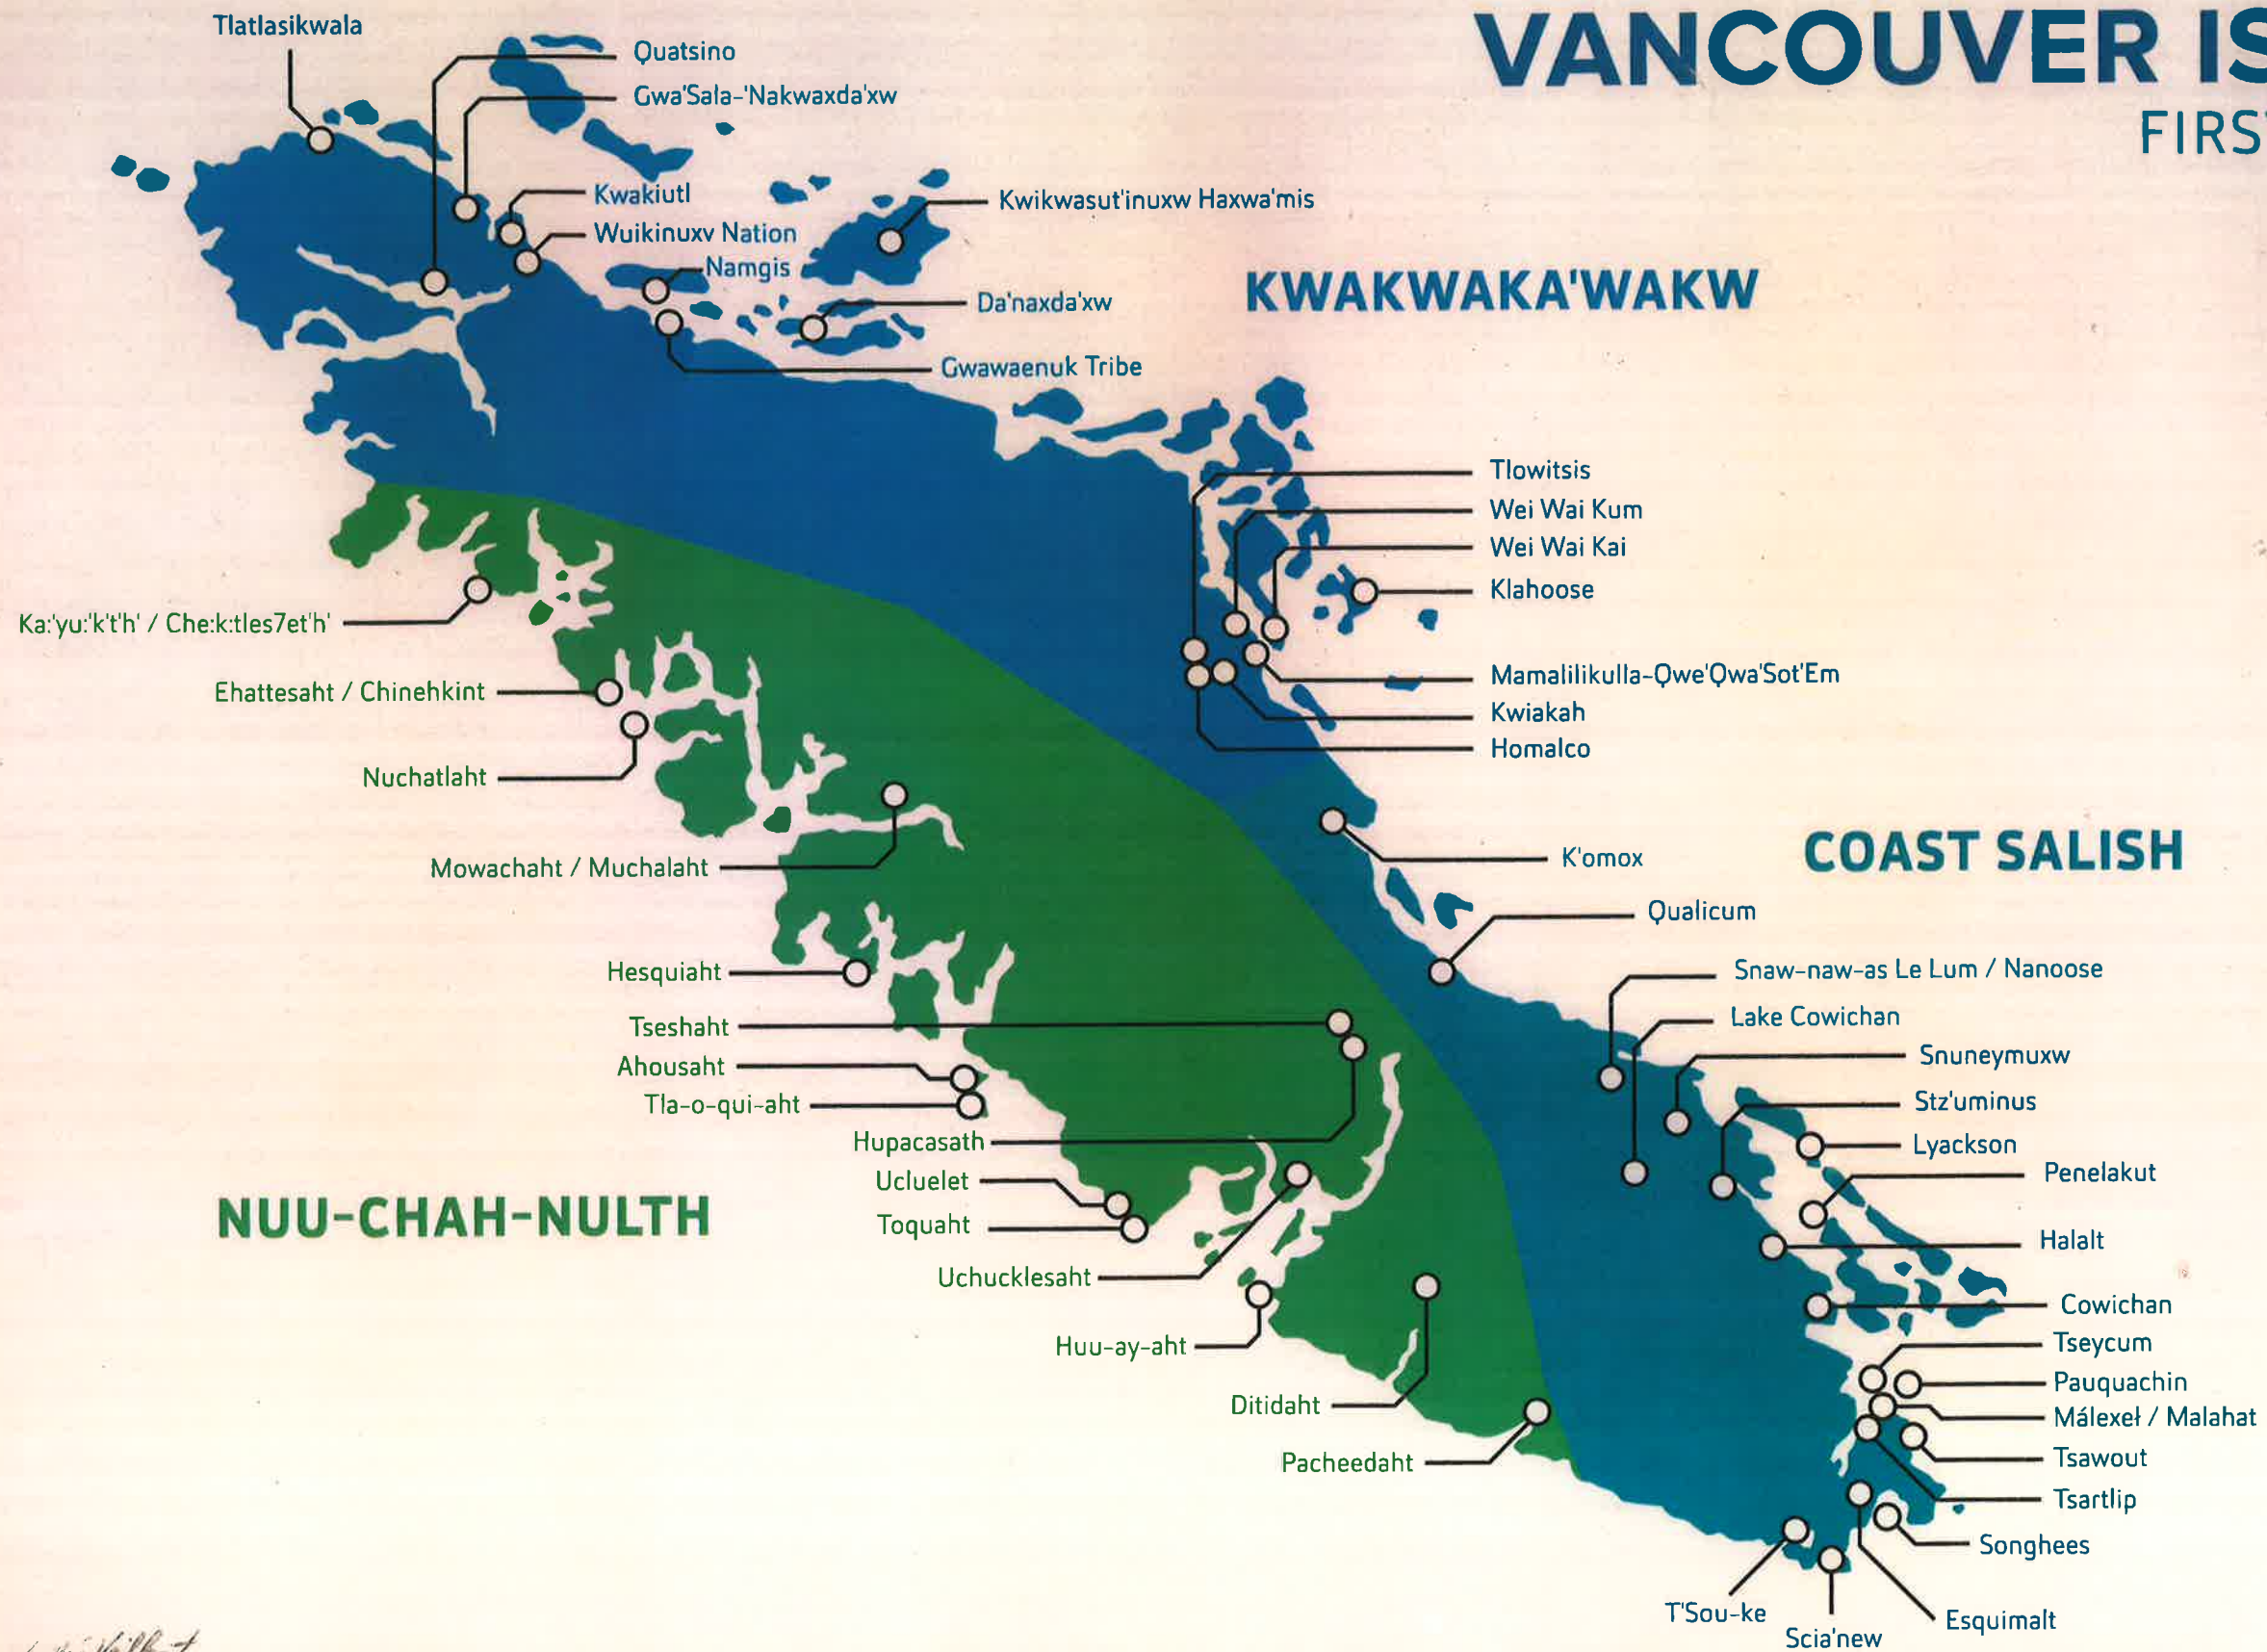 VANCOUVER IS
FIRS
Tlatlasikwala
Quatsino
Gwa'Sala-'Nakwaxda'xw
Kwakiutl
Wuikinuxv Nation
Namgis
Kwikwasut'inuxw Haxwa'mis
Da'naxda'xw
Gwawaenuk Tribe
KWAKWAKA'WAKW
Tlowitsis
Wei Wai Kum
Wei Wai Kai
Klahoose
Mamalilikulla-Qwe'Qwa'Sot'Em
Kwiakah
Homalco
Ka:'yu:'k't'h' / Che:k:tles7et'h'
Ehattesaht / Chinehkint
Nuchatlaht
Mowachaht / Muchalaht
Hesquiaht
Tseshaht
Ahousaht
Tla-o-qui-aht
Hupacasath
Ucluelet
Toquaht
Uchucklesaht
Huu-ay-aht
Ditidaht
Pacheedaht
NUU-CHAH-NULTH
COAST SALISH
K'omox
Qualicum
Snaw-naw-as Le Lum / Nanoose
Lake Cowichan
Snuneymuxw
Stz'uminus
Lyackson
Penelakut
Halalt
Cowichan
Tseycum
Pauquachin
Málexeł / Malahat
Tsawout
Tsartlip
Songhees
Esquimalt
Scia'new
T'Sou-ke